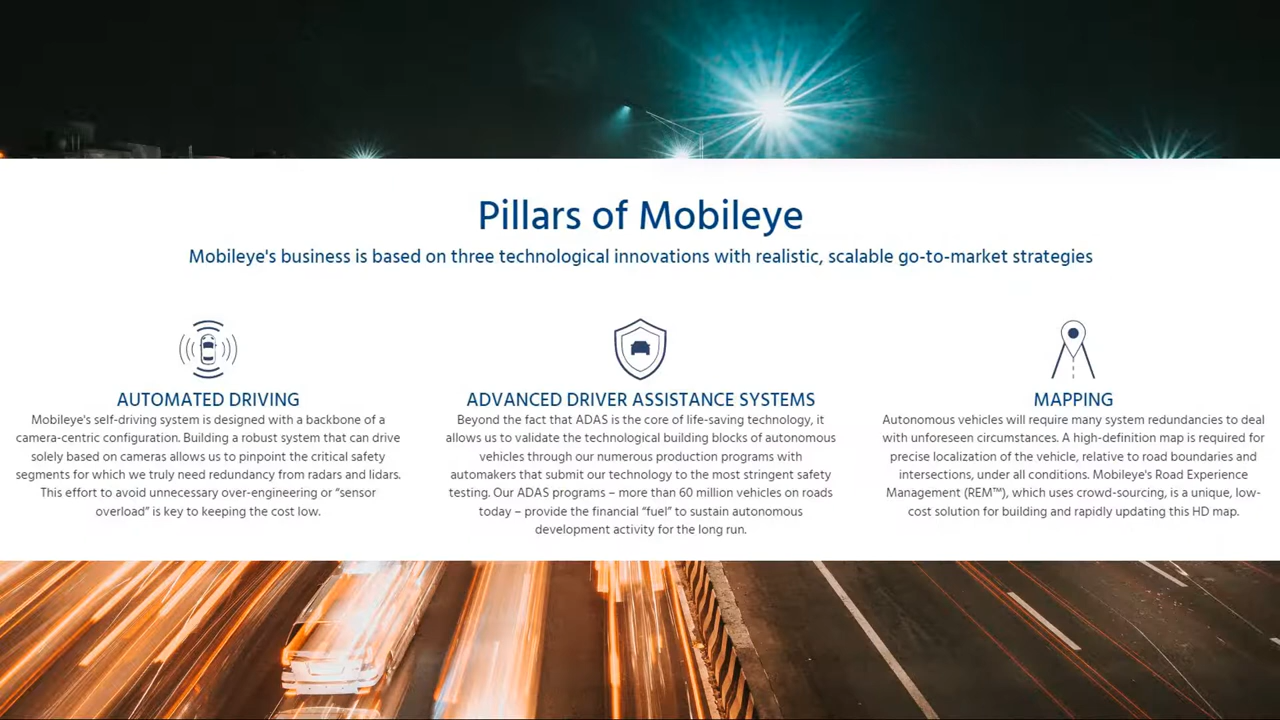 Pillars of Mobileye
Mobileye's business is based on three technological innovations with realistic, scalable go-to-market strategies
AUTOMATED DRIVING
Mobileye's self-driving system is designed with a backbone of a
camera-centric configuration. Building a robust system that can drive
solely based on cameras allows us to pinpoint the critical safety
segments for which we truly need redundancy from radars and lidars.
This effort to avoid unnecessary over-engineering or “sensor
overload” is key to keeping the cost low.
ADVANCED DRIVER ASSISTANCE SYSTEMS
Beyond the fact that ADAS is the core of life-saving technology, it
allows us to validate the technological building blocks of autonomous
vehicles through our numerous production programs with
automakers that submit our technology to the most stringent safety
testing. Our ADAS programs – more than 60 million vehicles on roads
today – provide the financial “fuel” to sustain autonomous
development activity for the long run.
MAPPING
Autonomous vehicles will require many system redundancies to deal
with unforeseen circumstances. A high-definition map is required for
precise localization of the vehicle, relative to road boundaries and
intersections, under all conditions. Mobileye's Road Experience
Management (REM™), which uses crowd-sourcing, is a unique, low-
cost solution for building and rapidly updating this HD map.